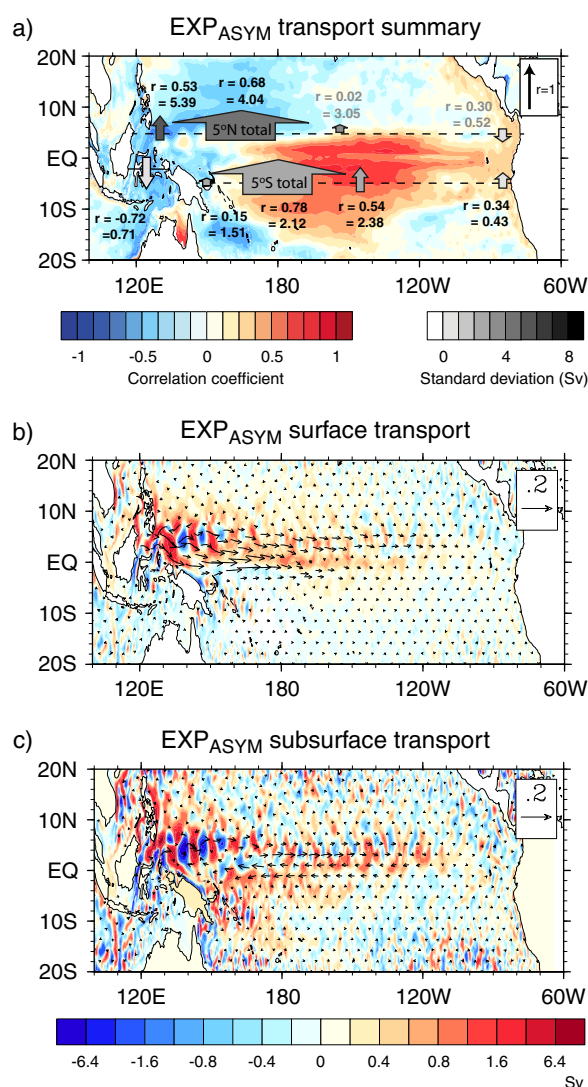 a) EXPASYM transport summary
20N
10N
EQ
10S
20S
r = 0.53
= 5.39
r = 0.68
= 4.04
r = 0.02
= 3.05
r = 0.30
= 0.52
r=1
5ºN total
5ºS total
r = -0.72
=0.71
r = 0.15
= 1.51
r = 0.78
= 2.12
r = 0.54
= 2.38
r = 0.34
= 0.43
120E 180 120W 60W
-1 -0.5 0 0.5 1
Correlation coefficient
0 4 8
Standard deviation (Sv)
b) EXPASYM surface transport
20N
10N
EQ
10S
20S
.2
120E 180 120W 60W
c) EXPASYM subsurface transport
20N
10N
EQ
10S
20S
.2
120E 180 120W 60W
-6.4 -1.6 -0.8 -0.4 0 0.4 0.8 1.6 6.4
Sv